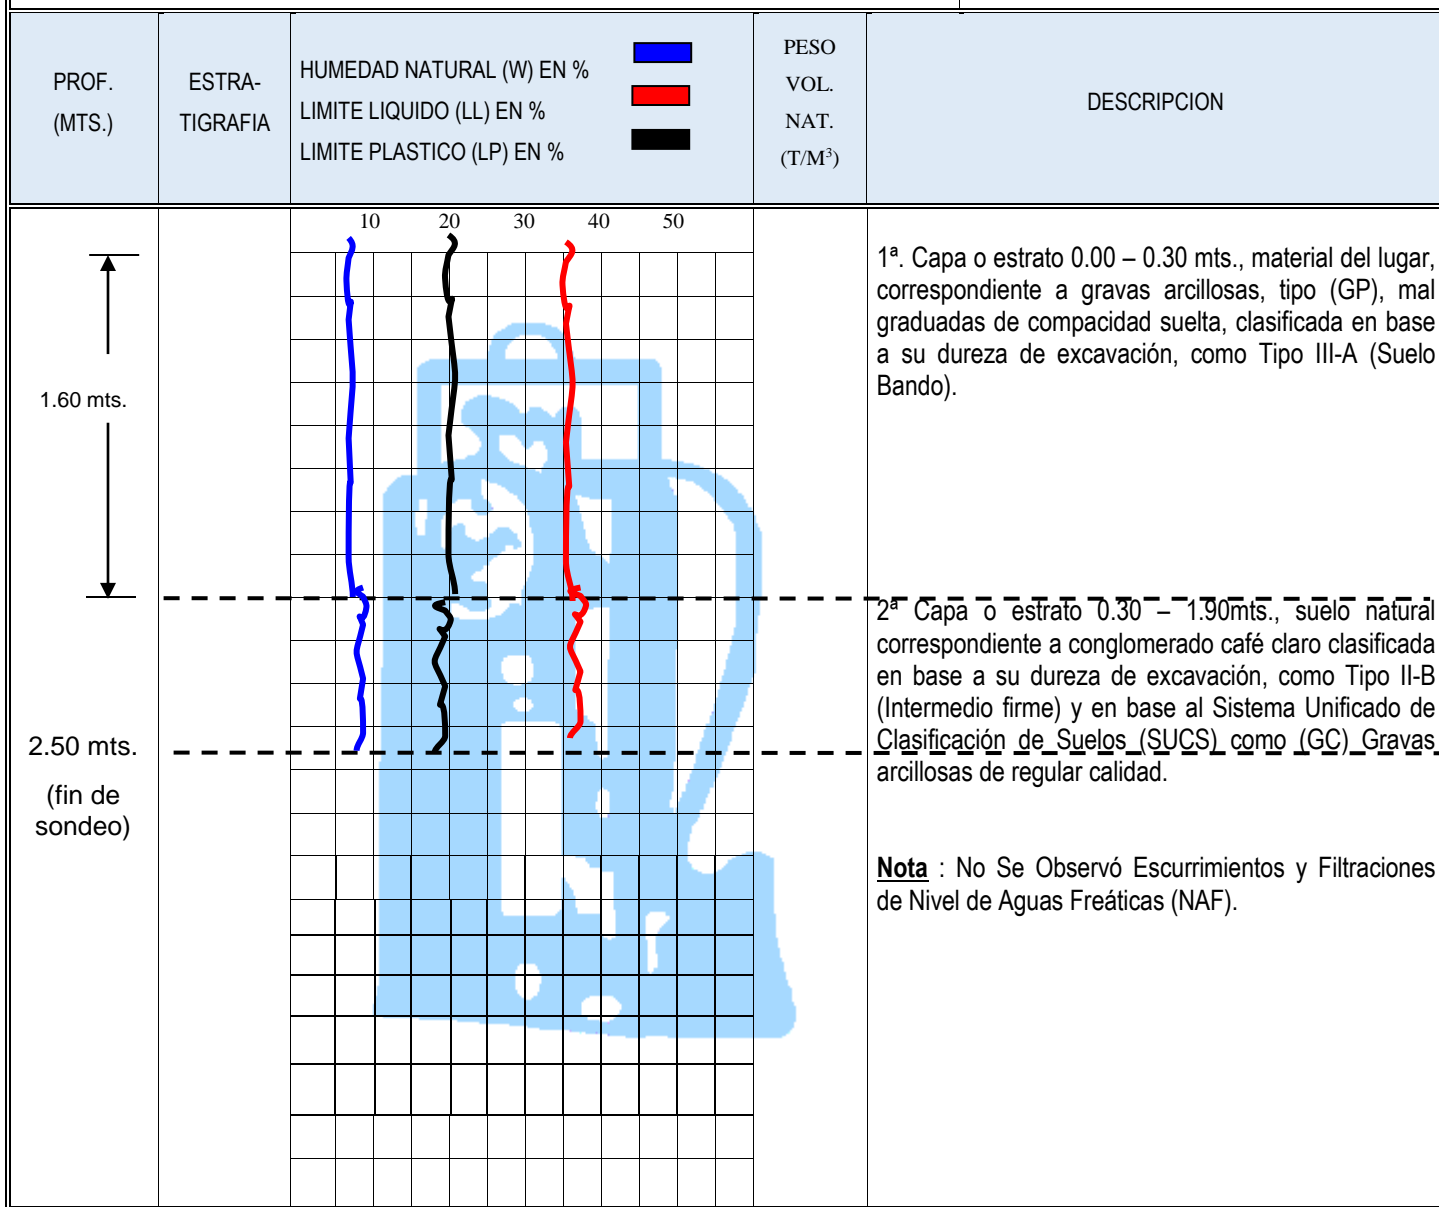 PROF.
(MTS.)
ESTRA-
TIGRAFIA
HUMEDAD NATURAL (W) EN %
LIMITE LIQUIDO (LL) EN %
LIMITE PLASTICO (LP) EN %
PESO
VOL.
NAT.
(T/M³)
DESCRIPCION
10 20 30 40 50
1.60 mts.
2.50 mts.
(fin de
sondeo)
1ª. Capa o estrato 0.00 – 0.30 mts., material del lugar,
correspondiente a gravas arcillosas, tipo (GP), mal
graduadas de compacidad suelta, clasificada en base
a su dureza de excavación, como Tipo III-A (Suelo
Bando).
2ª Capa o estrato 0.30 – 1.90mts., suelo natural
correspondiente a conglomerado café claro clasificada
en base a su dureza de excavación, como Tipo II-B
(Intermedio firme) y en base al Sistema Unificado de
Clasificación de Suelos (SUCS) como (GC) Gravas
arcillosas de regular calidad.
Nota : No Se Observó Escurrimientos y Filtraciones
de Nivel de Aguas Freáticas (NAF).